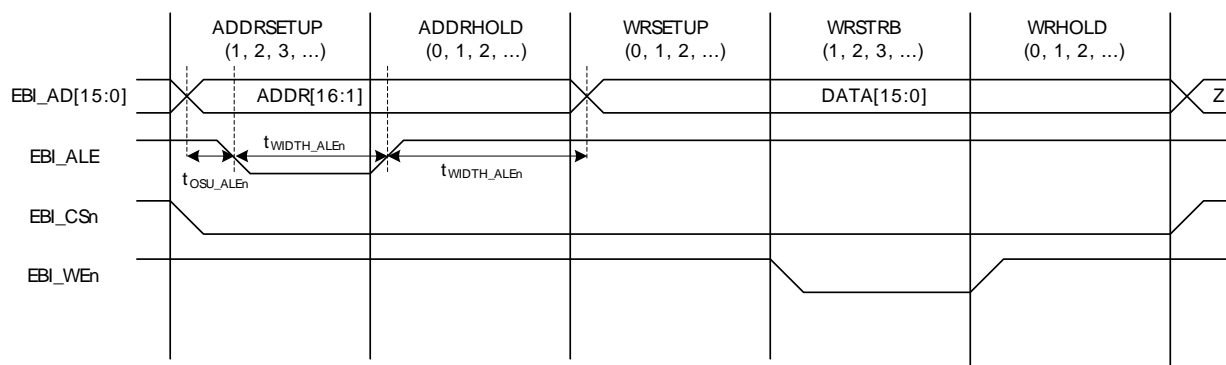 ADDRSETUP ADDRHOLD WRSETUP WRSTRB WRHOLD
(1, 2, 3, ...) (0, 1, 2, ...) (0, 1, 2, ...) (1, 2, 3, ...) (0, 1, 2, ...)
EBI_AD[15:0] ADDR[16:1] DATA[15:0] Z
EBI_ALE tWIDTH_ALEn
tOSU_ALEn tWIDTH_ALEn
EBI_CSn
EBI_WEn